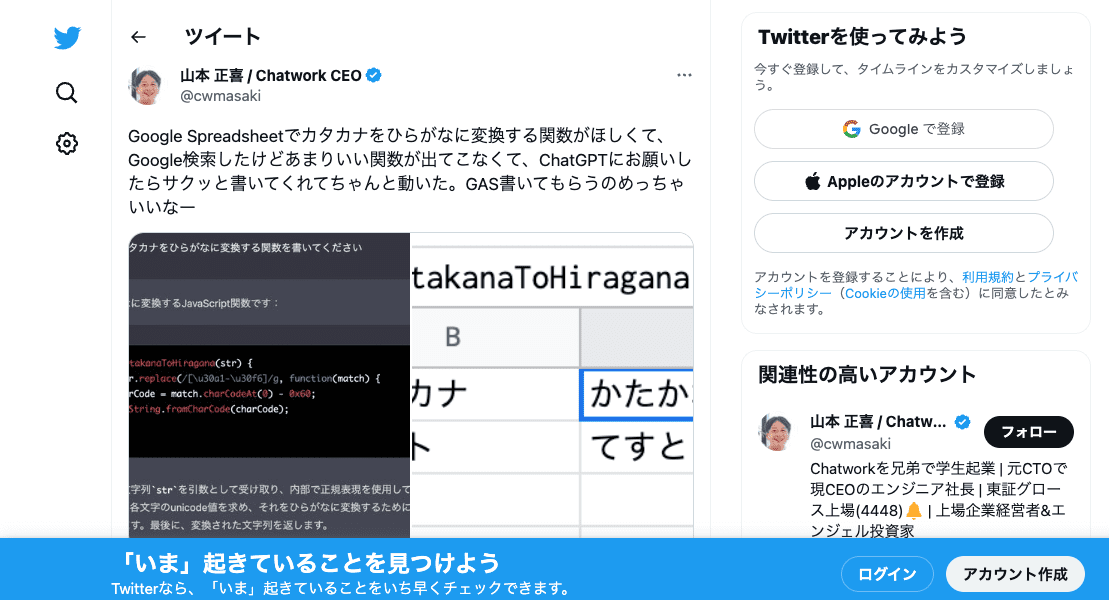 ツイート
山本 正喜 / Chatwork CEO
@cwmasaki
Google Spreadsheetでカタカナをひらがなに変換する関数がほしくて、
Google検索したけどあまりいい関数が出てこなくて、ChatGPTにお願いし
たらサクッと書いてくれてちゃんと動いた。GAS書いてもらうのめっちゃ
いいなー
タカナをひらがなに変換する関数を書いてください
に変換するJavaScript関数です：
takanaToHiragana(str) {
r.replace(/[\u30a1-\u30f6]/g, function(match) {
rCode = match.charCodeAt(0) - 0x60;
String.fromCharCode(charCode);
文字列`str`を引数として受け取り、内部で正規表現を使用して
各文字のunicode値を求め、それをひらがなに変換するために
す。最後に、変換された文字列を返します。
takanaToHiragana
B
カナ
かたか
ト
てすと
Twitterを使ってみよう
今すぐ登録して、タイムラインをカスタマイズしましょ
う。
Google で登録
Appleのアカウントで登録
アカウントを作成
アカウントを登録することにより、利用規約とプライバ
シーポリシー（Cookieの使用を含む）に同意したとみ
なされます。
関連性の高いアカウント
山本 正喜 / Chatw...
@cwmasaki
フォロー
Chatworkを兄弟で学生起業 | 元CTOで
現CEOのエンジニア社長 | 東証グロー
ス上場(4448)🔔 | 上場企業経営者&エ
ンジェル投資家
「いま」起きていることを見つけよう
Twitterなら、「いま」起きていることをいち早くチェックできます。
ログイン
アカウント作成